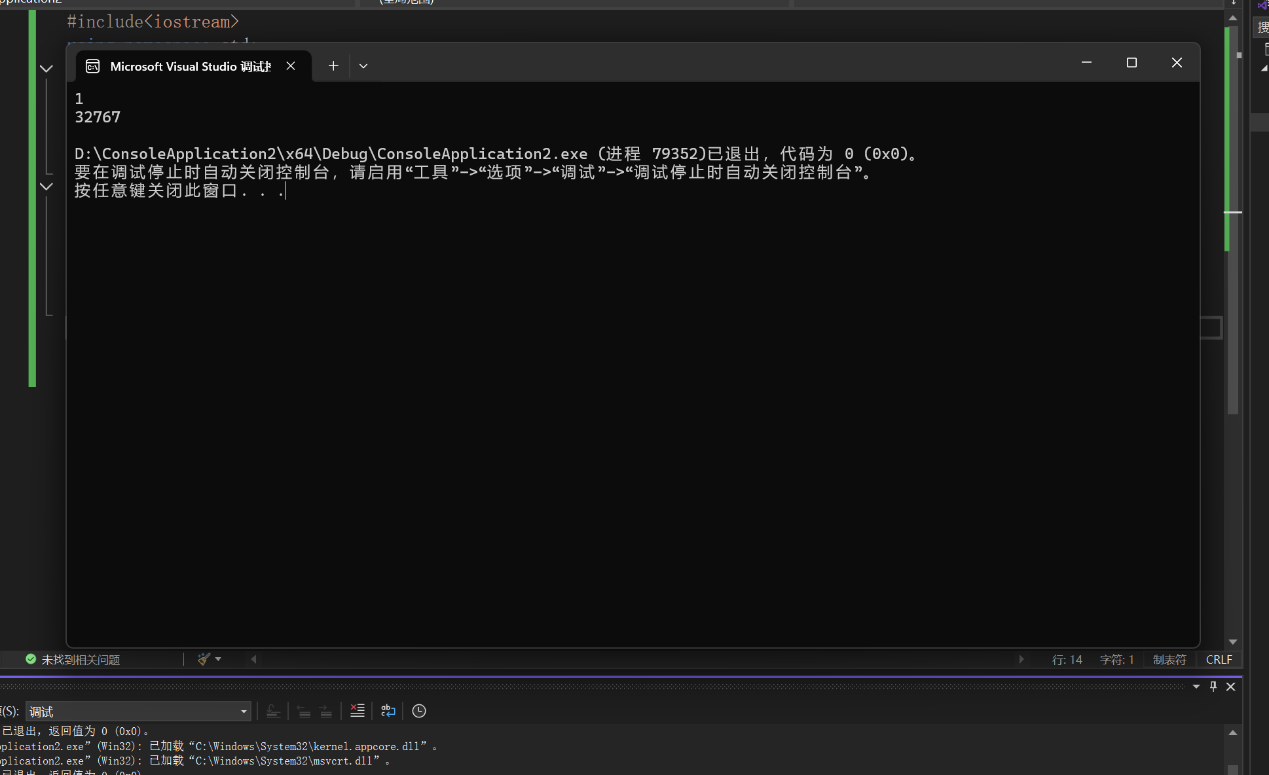 (全局范围)
#include<iostream>
Microsoft Visual Studio 调试
1
32767
D:\ConsoleApplication2\x64\Debug\ConsoleApplication2.exe (进程 79352)已退出，代码为 0 (0x0)。
要在调试停止时自动关闭控制台，请启用“工具”->“选项”->“调试”->“调试停止时自动关闭控制台”。
按任意键关闭此窗口. . .
搜
未找到相关问题
行: 14 字符: 1 制表符 CRLF
(S): 调试
已退出，返回值为 0 (0x0)。
plication2.exe”(Win32): 已加载“C:\Windows\System32\kernel.appcore.dll”。
plication2.exe”(Win32): 已加载“C:\Windows\System32\msvcrt.dll”。